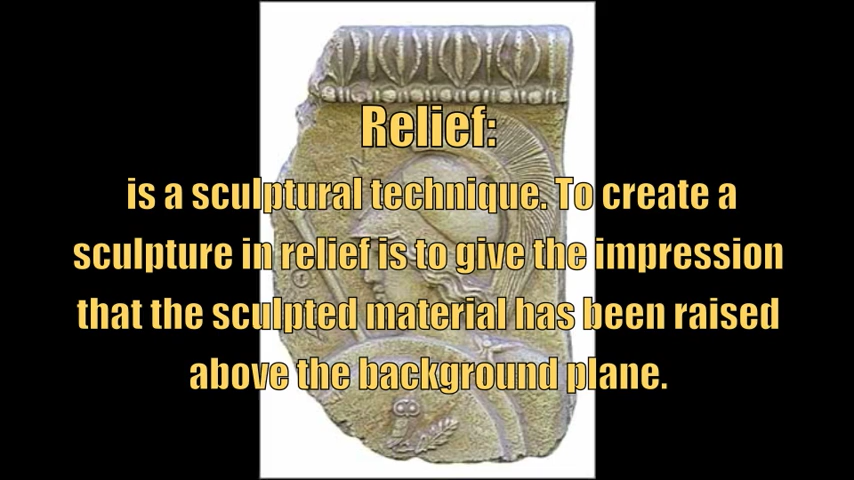 Relief:
is a sculptural technique. To create a
sculpture in relief is to give the impression
that the sculpted material has been raised
above the background plane.